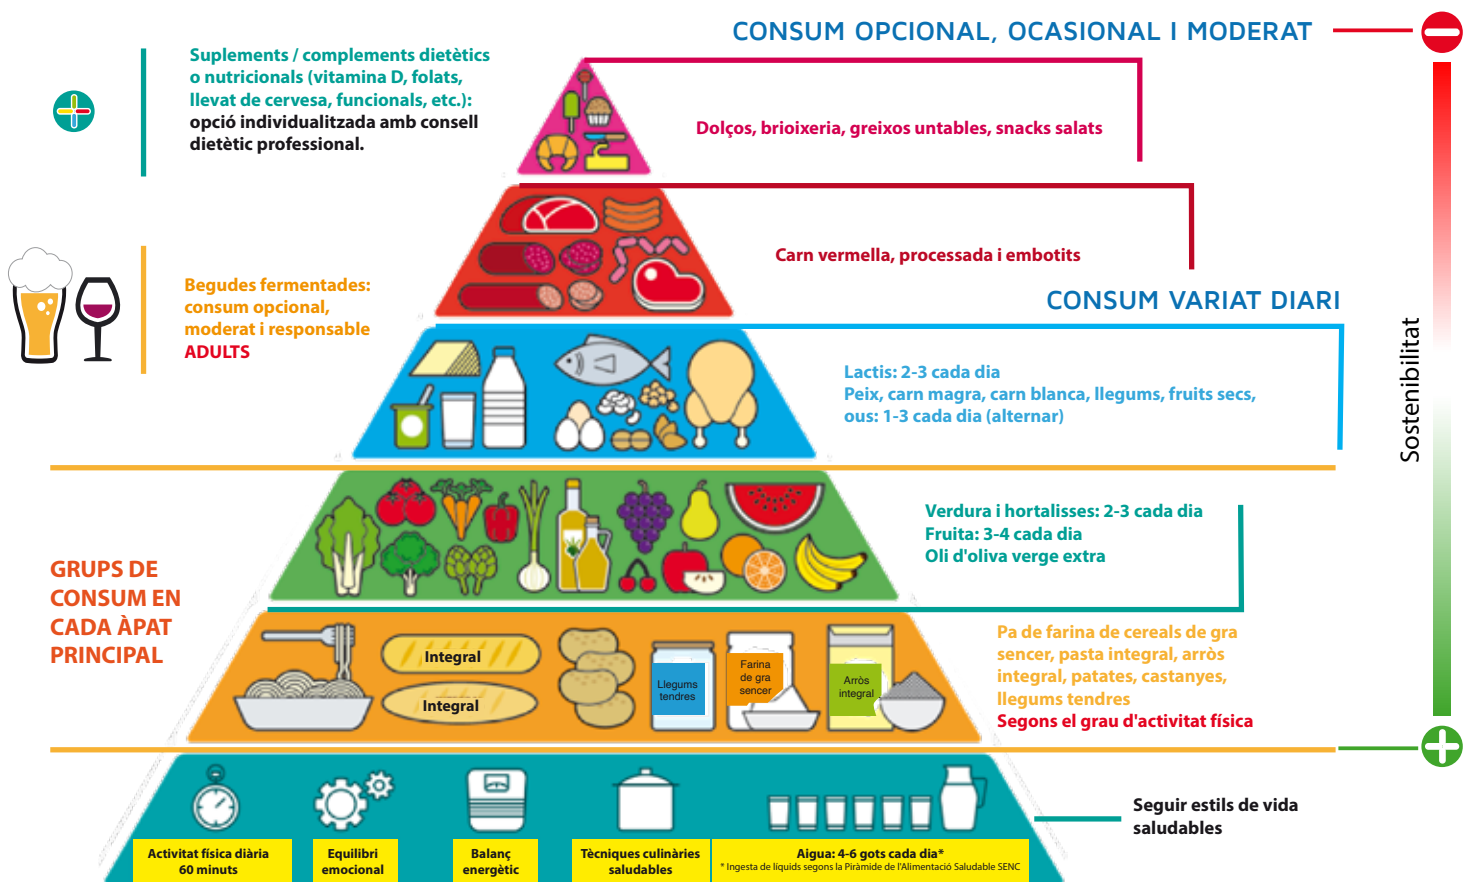 CONSUM OPCIONAL, OCASIONAL I MODERAT
Suplements / complements dietètics
o nutricionals (vitamina D, folats,
llevat de cervesa, funcionals, etc.):
opció individualitzada amb consell
dietètic professional.
Dolços, brioixeria, greixos untables, snacks salats
Carn vermella, processada i embotits
Begudes fermentades:
consum opcional,
moderat i responsable
ADULTS
CONSUM VARIAT DIARI
Lactis: 2-3 cada dia
Peix, carn magra, carn blanca, llegums, fruits secs,
ous: 1-3 cada dia (alternar)
Sostenibilitat
Verdura i hortalisses: 2-3 cada dia
Fruita: 3-4 cada dia
Oli d'oliva verge extra
GRUPS DE
CONSUM EN
CADA ÀPAT
PRINCIPAL
Integral
Integral
Llegums
tendres
Farina
de gra
sencer
Arròs
integral
Pa de farina de cereals de gra
sencer, pasta integral, arròs
integral, patates, castanyes,
llegums tendres
Segons el grau d'activitat física
Seguir estils de vida
saludables
Activitat física diària
60 minuts
Equilibri
emocional
Balanç
energètic
Tècniques culinàries
saludables
Aigua: 4-6 gots cada dia*
* Ingesta de líquids segons la Piràmide de l'Alimentació Saludable SENC